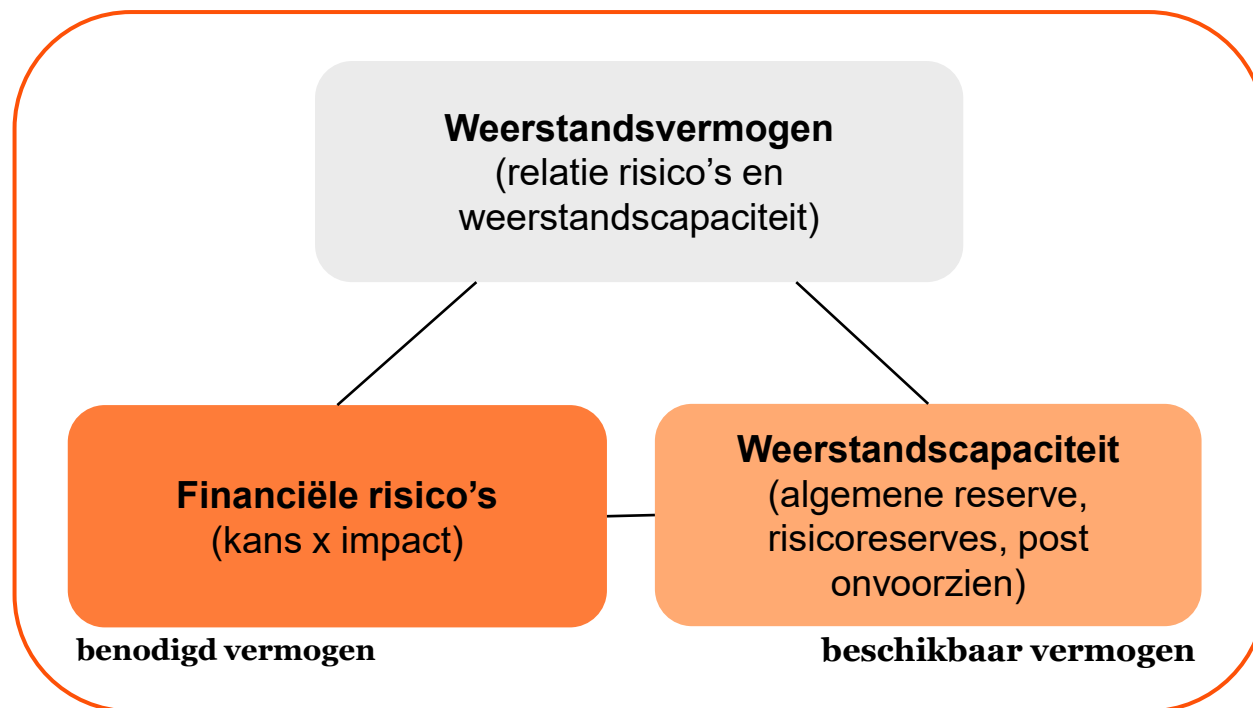 Weerstandsvermogen
(relatie risico’s en
weerstandscapaciteit)
Financiële risico’s
(kans x impact)
Weerstandscapaciteit
(algemene reserve,
risicoreserves, post
onvoorzien)
benodigd vermogen
beschikbaar vermogen